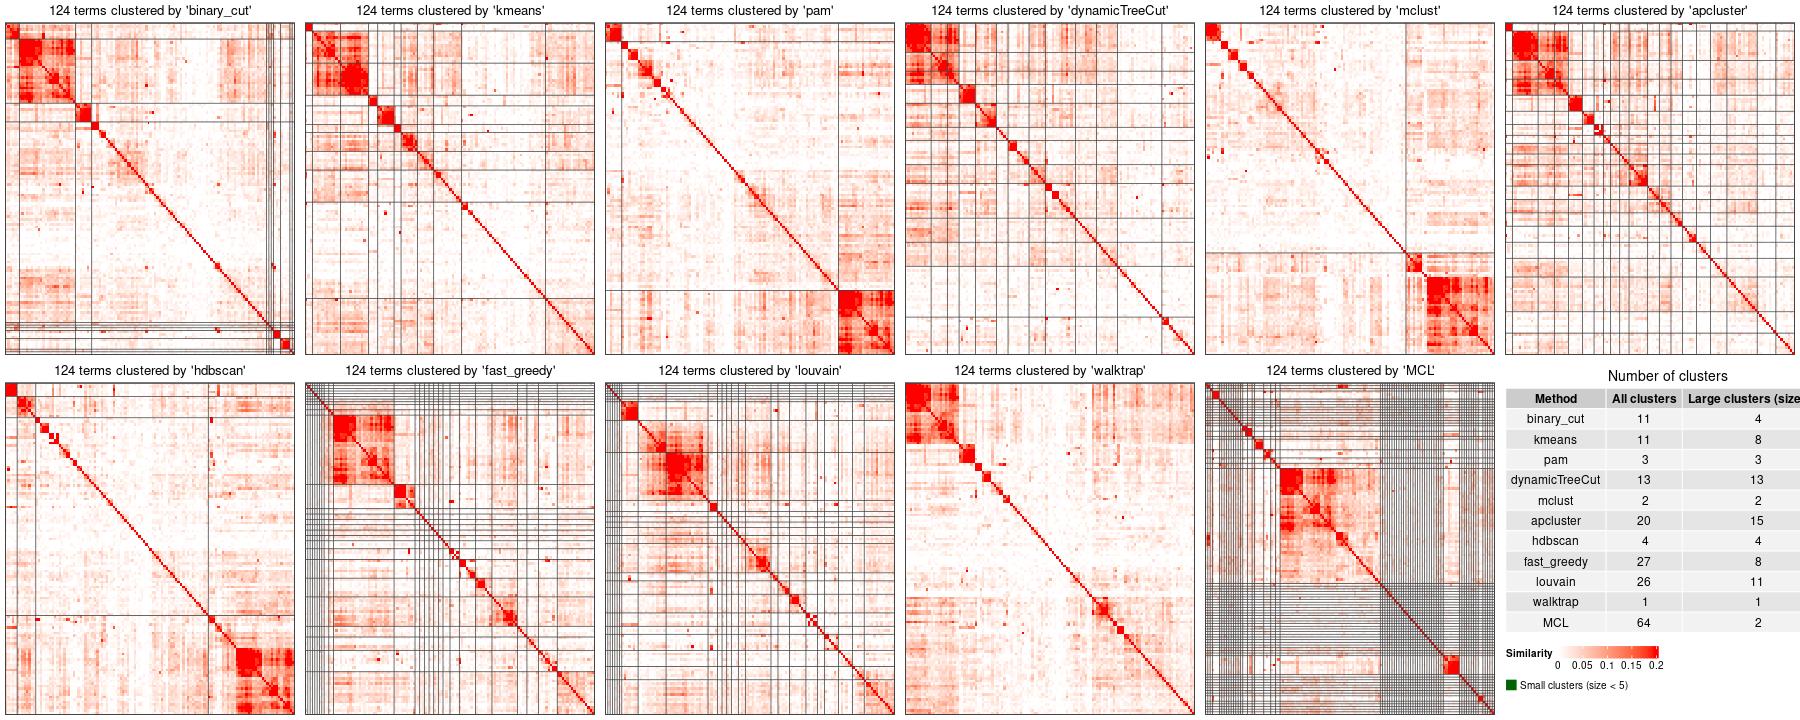 124 terms clustered by 'binary_cut'
124 terms clustered by 'kmeans'
124 terms clustered by 'pam'
124 terms clustered by 'dynamicTreeCut'
124 terms clustered by 'mclust'
124 terms clustered by 'apcluster'
124 terms clustered by 'hdbscan'
124 terms clustered by 'fast_greedy'
124 terms clustered by 'louvain'
124 terms clustered by 'walktrap'
124 terms clustered by 'MCL'
Number of clusters
Method All clusters Large clusters (size
binary_cut 11 4
kmeans 11 8
pam 3 3
dynamicTreeCut 13 13
mclust 2 2
apcluster 20 15
hdbscan 4 4
fast_greedy 27 8
louvain 26 11
walktrap 1 1
MCL 64 2
Similarity
0 0.05 0.1 0.15 0.2
Small clusters (size < 5)